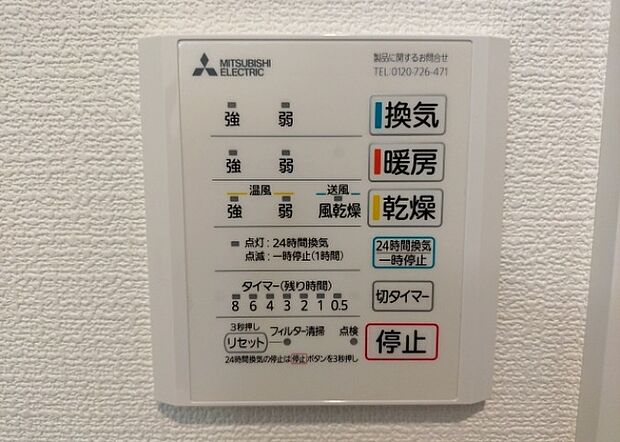 MITSUBISHI ELECTRIC
製品に関するお問合せ
TEL.0120-726-471
強 弱 換気
強 弱 暖房
温風 送風
強 弱 風乾燥 乾燥
点灯:24時間換気
点滅:一時停止(1時間)
24時間換気
一時停止
タイマー(残り時間)
8 6 4 3 2 1 0.5
切タイマー
3秒押し
リセット フィルター清掃 点検
停止
24時間換気の停止は停止ボタンを3秒押し